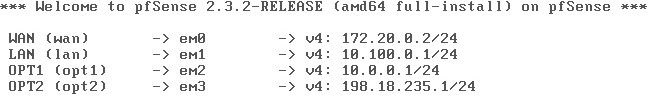 *** Welcome to pfSense 2.3.2-RELEASE (amd64 full-install) on pfSense ***
WAN (wan) -> em0 -> v4: 172.20.0.2/24
LAN (lan) -> em1 -> v4: 10.100.0.1/24
OPT1 (opt1) -> em2 -> v4: 10.0.0.1/24
OPT2 (opt2) -> em3 -> v4: 198.18.235.1/24